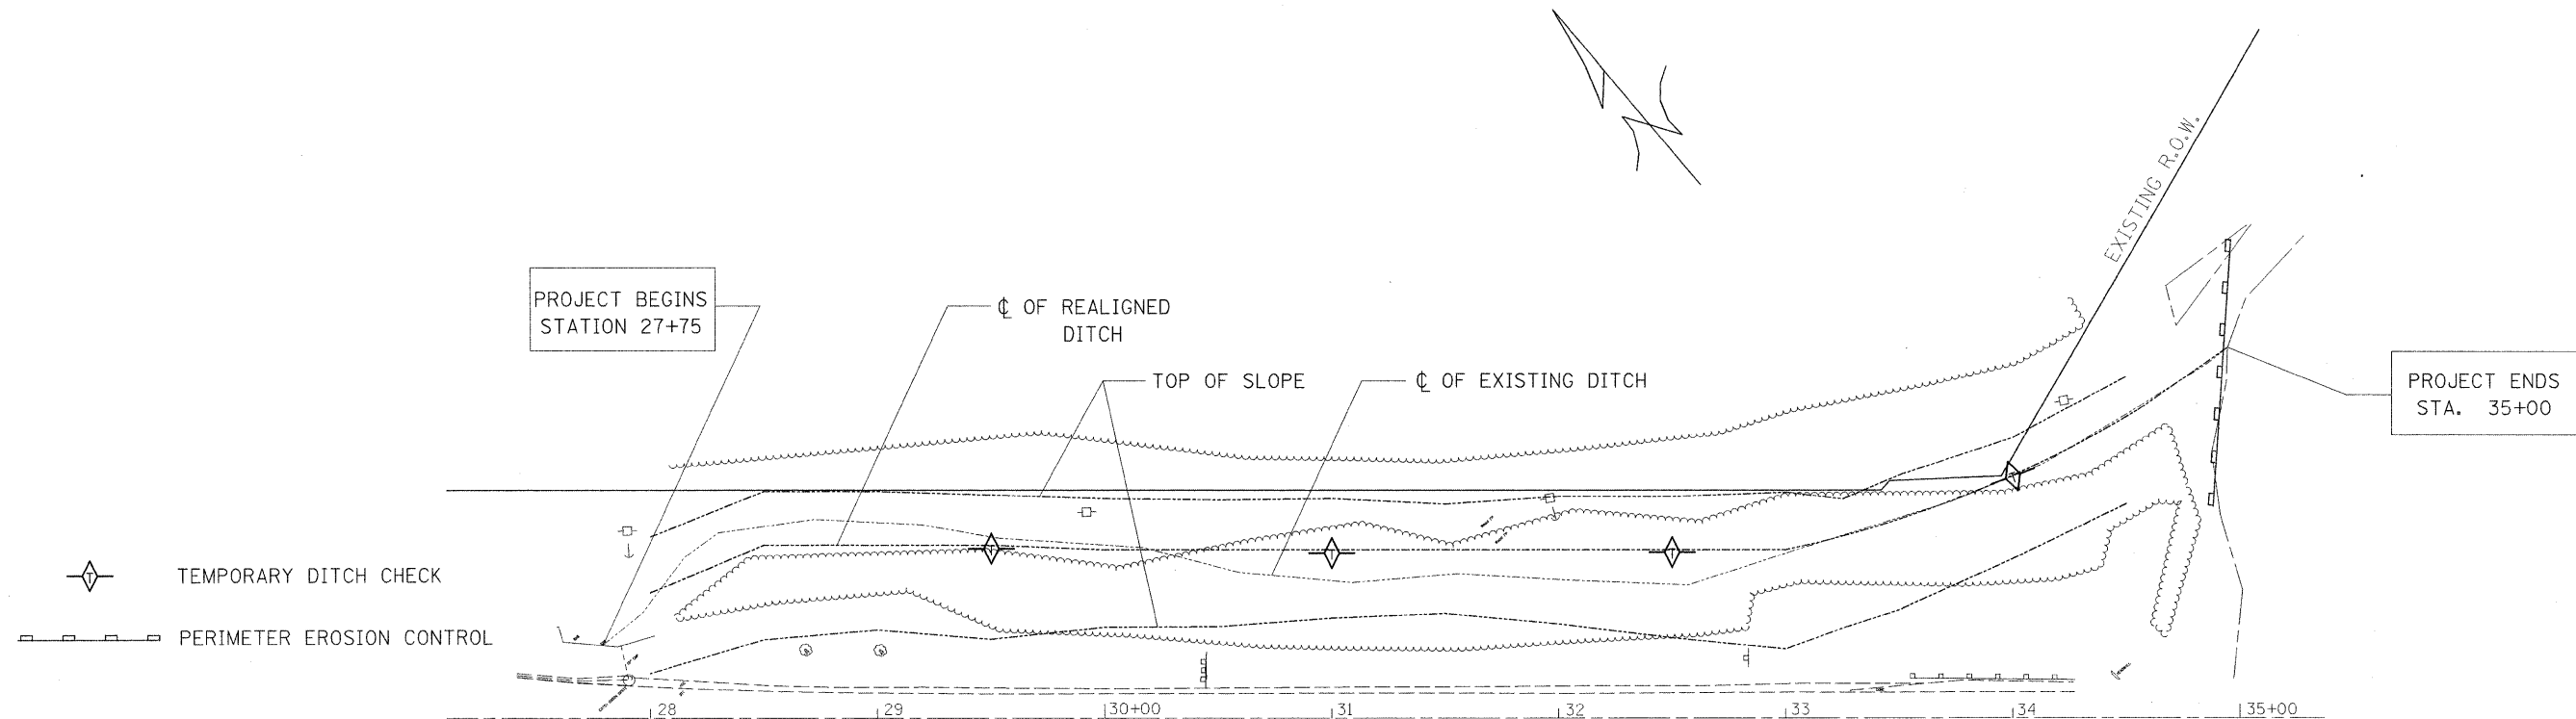 EXISTING R.O.W.
PROJECT BEGINS
STATION 27+75
℄ OF REALIGNED
DITCH
TOP OF SLOPE
℄ OF EXISTING DITCH
PROJECT ENDS
STA. 35+00
T TEMPORARY DITCH CHECK
PERIMETER EROSION CONTROL
T
T
T
T
28 29 30+00 31 32 33 34 35+00